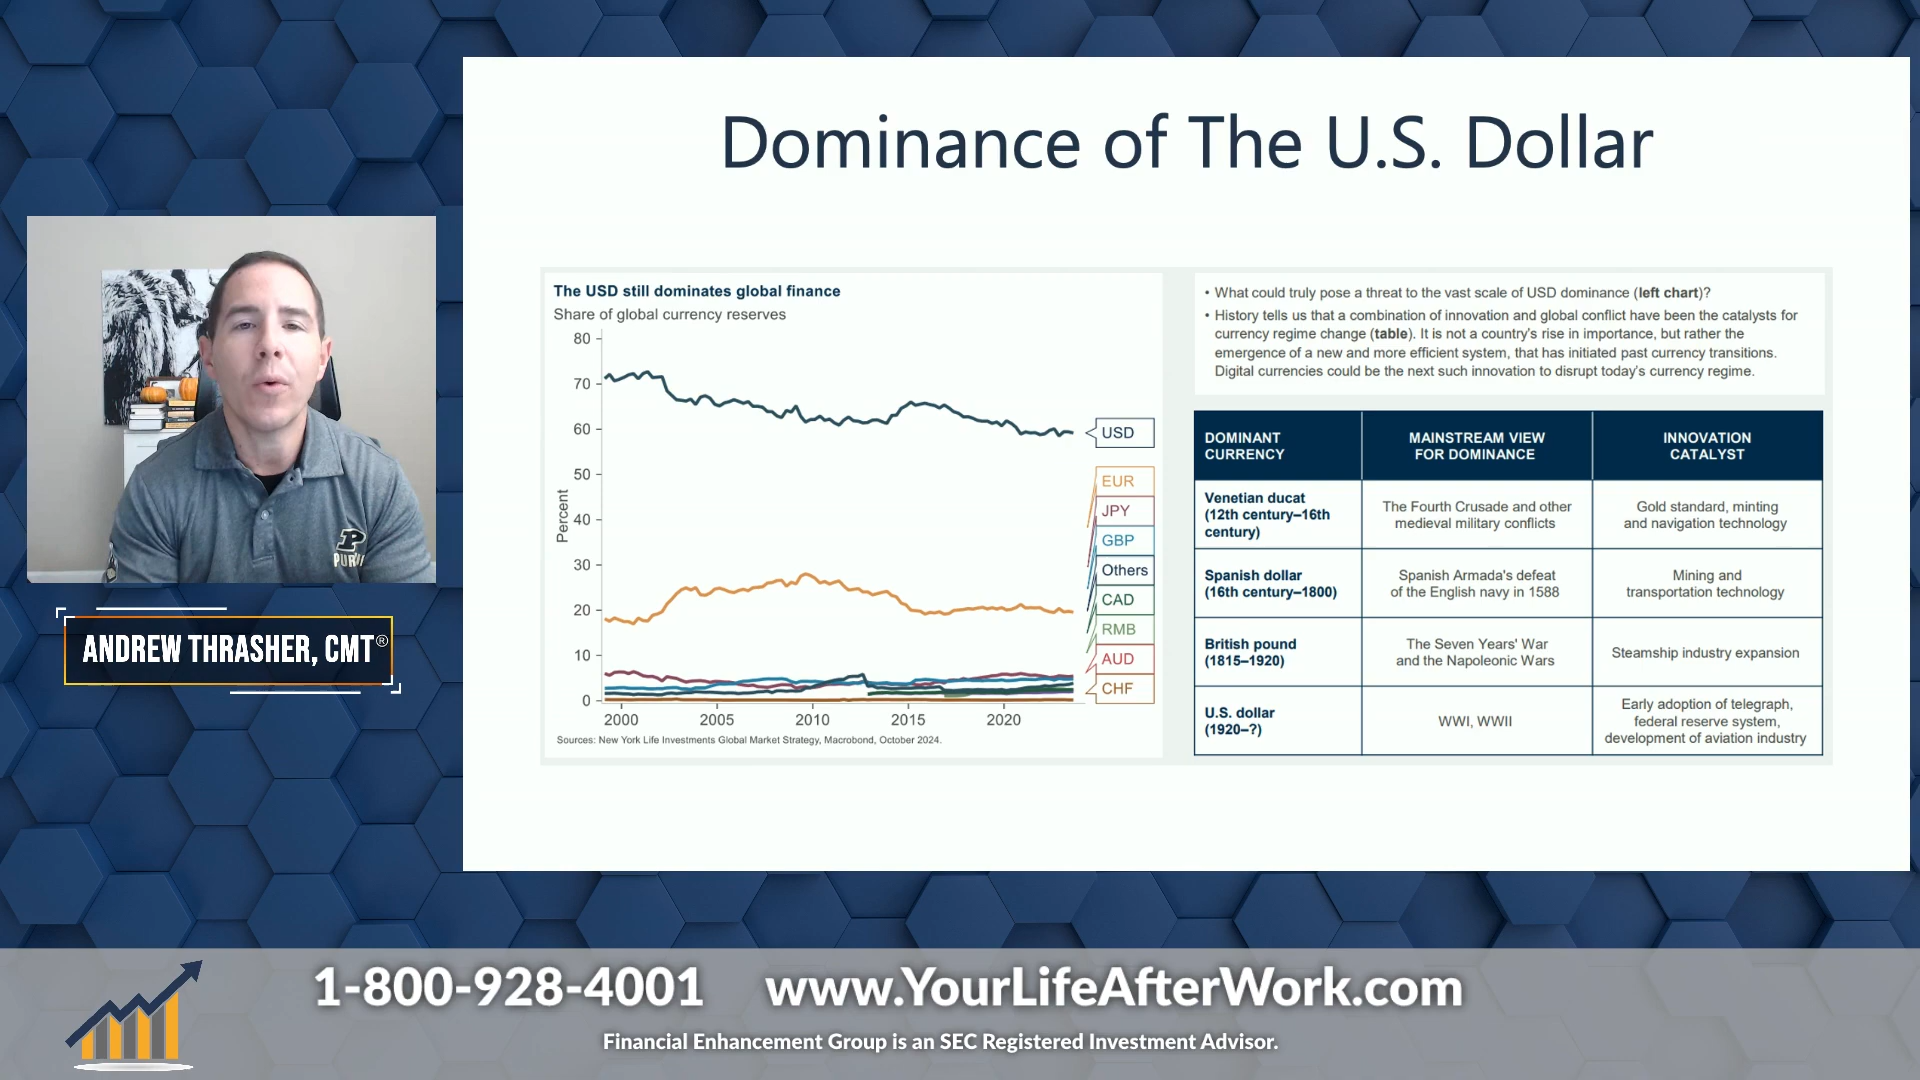 Dominance of The U.S. Dollar
The USD still dominates global finance
Share of global currency reserves
80
70
60
50
40
30
20
10
0
Percent
2000 2005 2010 2015 2020
USD
EUR
JPY
GBP
Others
CAD
RMB
AUD
CHF
Sources: New York Life Investments Global Market Strategy, Macrobond, October 2024.
• What could truly pose a threat to the vast scale of USD dominance (left chart)?
• History tells us that a combination of innovation and global conflict have been the catalysts for
currency regime change (table). It is not a country's rise in importance, but rather the
emergence of a new and more efficient system, that has initiated past currency transitions.
Digital currencies could be the next such innovation to disrupt today's currency regime.
DOMINANT
CURRENCY
MAINSTREAM VIEW
FOR DOMINANCE
INNOVATION
CATALYST
Venetian ducat
(12th century–16th
century)
The Fourth Crusade and other
medieval military conflicts
Gold standard, minting
and navigation technology
Spanish dollar
(16th century–1800)
Spanish Armada's defeat
of the English navy in 1588
Mining and
transportation technology
British pound
(1815–1920)
The Seven Years' War
and the Napoleonic Wars
Steamship industry expansion
U.S. dollar
(1920–?)
WWI, WWII
Early adoption of telegraph,
federal reserve system,
development of aviation industry
P
ANDREW THRASHER, CMT®
1-800-928-4001 www.YourLifeAfterWork.com
Financial Enhancement Group is an SEC Registered Investment Advisor.